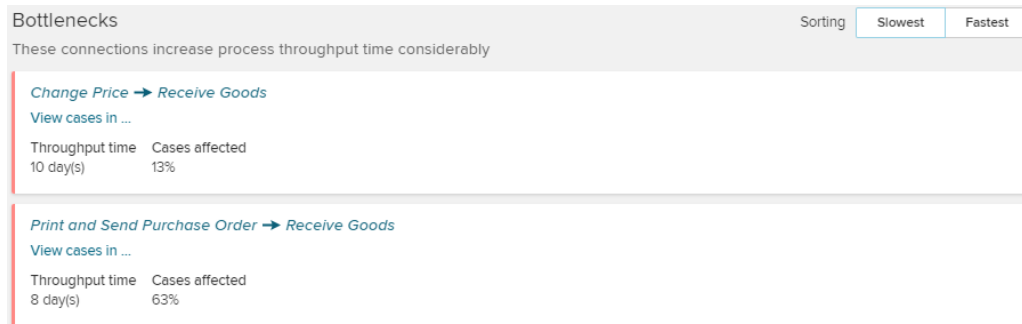 Bottlenecks
Sorting Slowest Fastest
These connections increase process throughput time considerably
Change Price → Receive Goods
View cases in ...
Throughput time Cases affected
10 day(s) 13%
Print and Send Purchase Order → Receive Goods
View cases in ...
Throughput time Cases affected
8 day(s) 63%